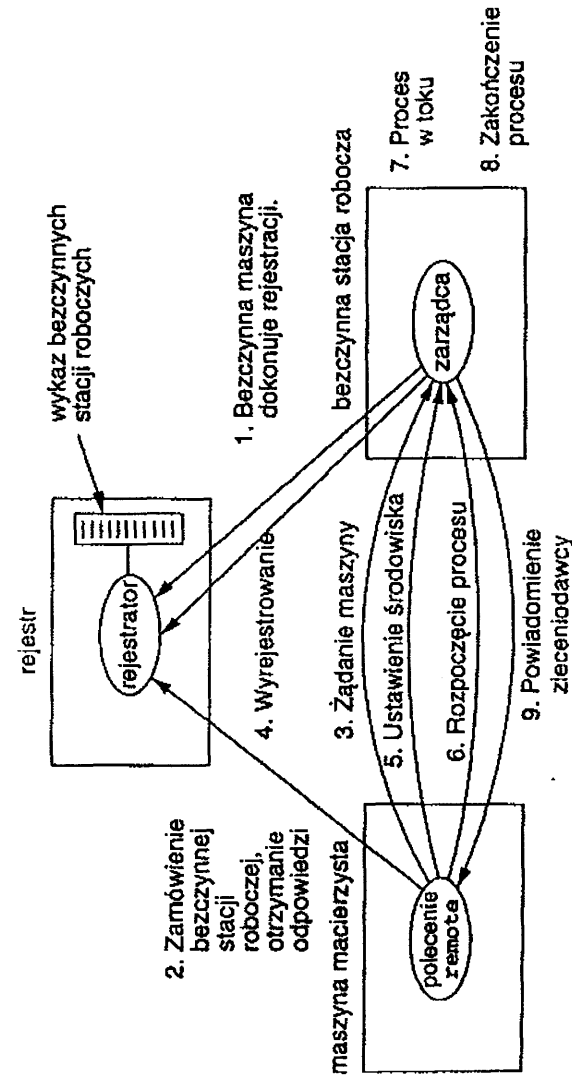 rejestr
wykaz bezczynnych
stacji roboczych
rejestrator
2. Zamówienie
bezczynnej
stacji
roboczej,
otrzymanie
odpowiedzi
4. Wyrejestrowanie
1. Bezczynna maszyna
dokonuje rejestracji.
maszyna macierzysta
bezczynna stacja robocza
3. Żądanie maszyny
5. Ustawienie środowiska
polecenie
remote
zarządca
6. Rozpoczęcie procesu
9. Powiadomienie
zleceniodawcy
7. Proces
w toku
8. Zakończenie
procesu